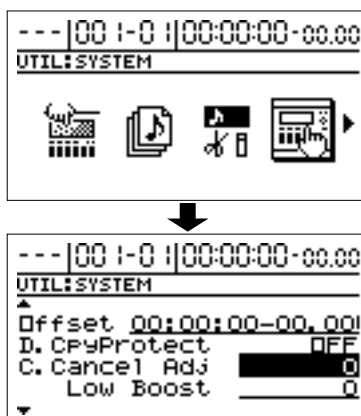 ---|001-01|00:00:00-00.00
UTIL:SYSTEM
---|001-01|00:00:00-00.00
UTIL:SYSTEM
Offset 00:00:00-00.00
D.CpyProtect OFF
C.Cancel Adj 0
Low Boost 0